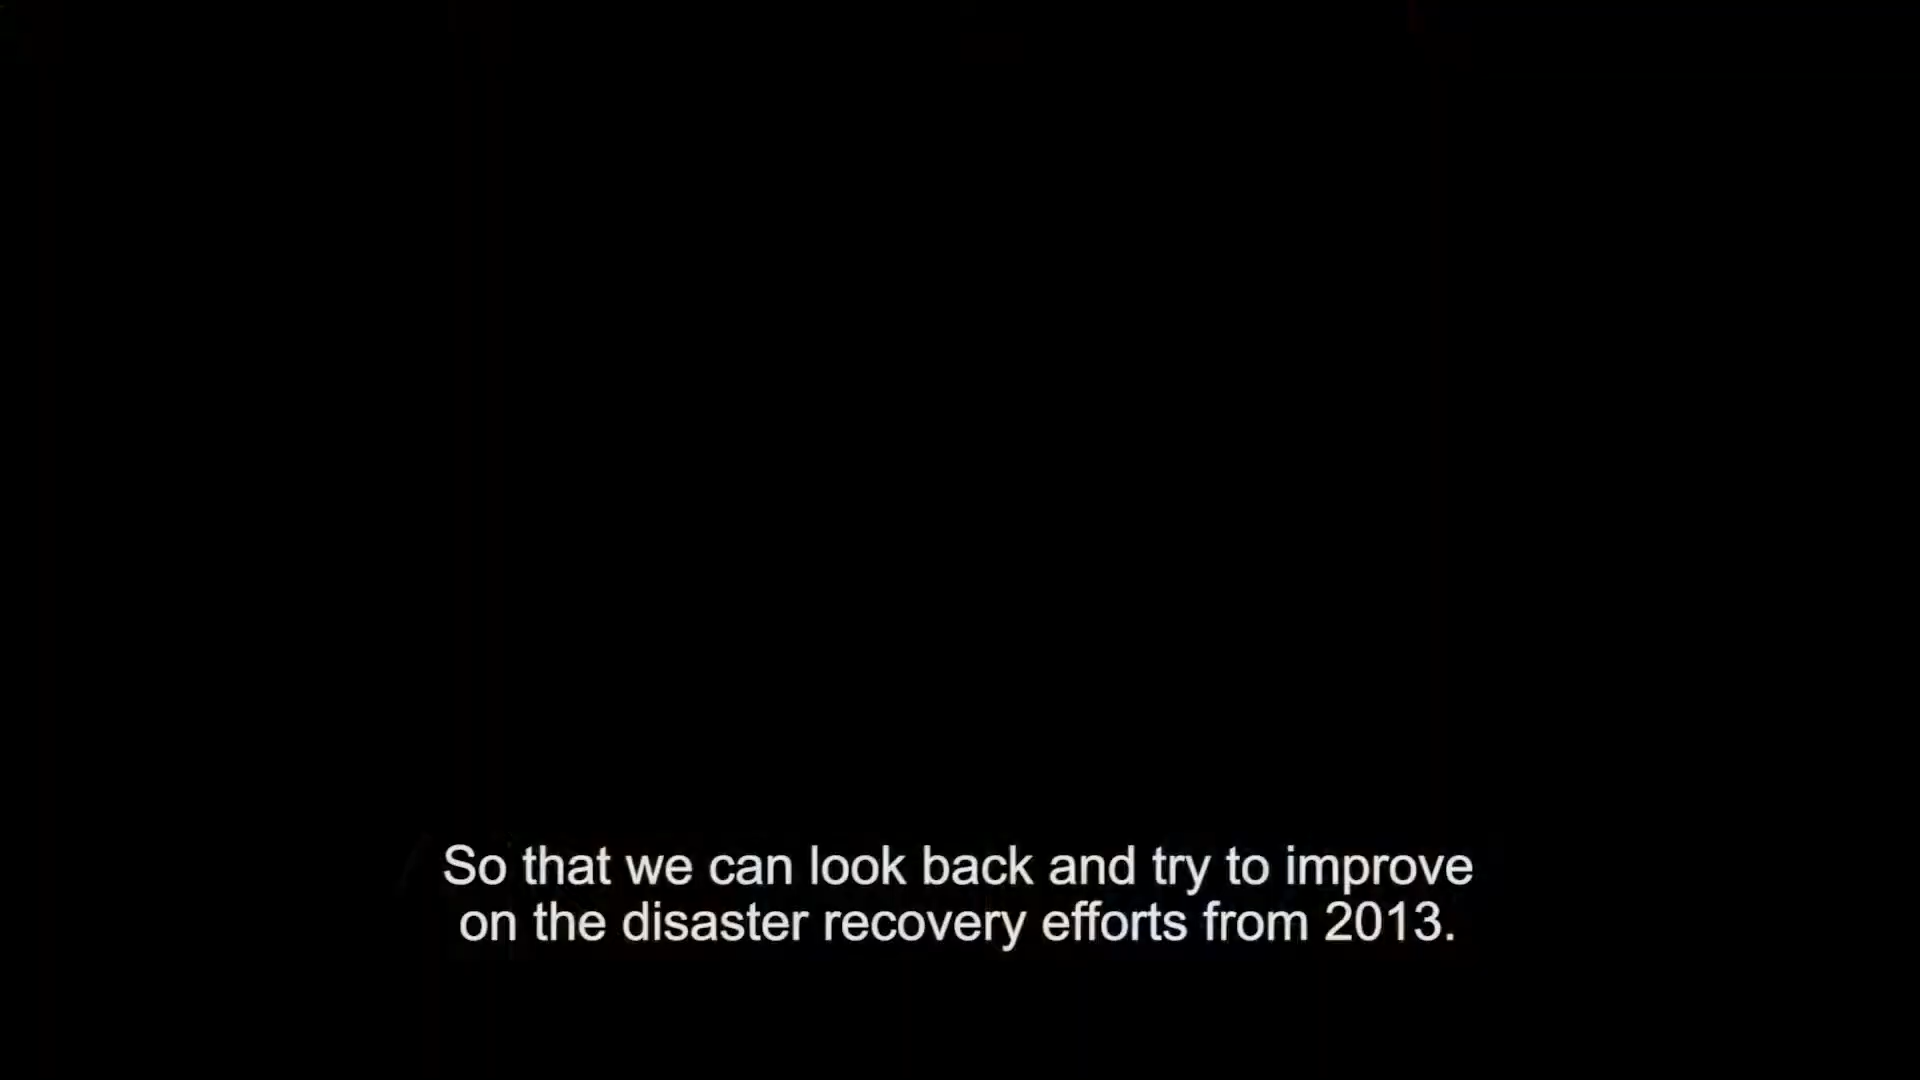 So that we can look back and try to improve
on the disaster recovery efforts from 2013.